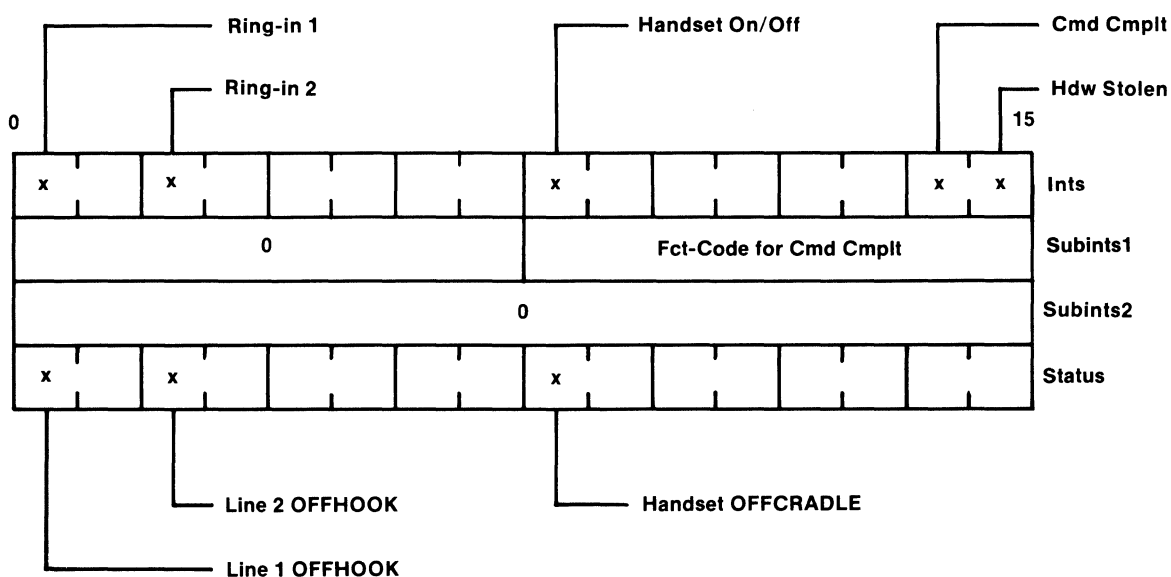 Ring-in 1 Handset On/Off Cmd Cmplt
Ring-in 2 Hdw Stolen
0 15
x x x x x Ints
0 Fct-Code for Cmd Cmplt Subints1
0 Subints2
x x x Status
Line 2 OFFHOOK Handset OFFCRADLE
Line 1 OFFHOOK